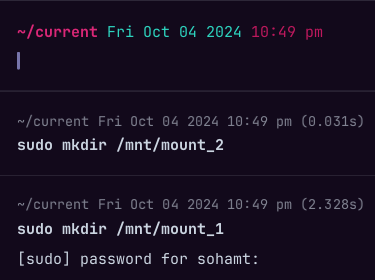 ~/current Fri Oct 04 2024 10:49 pm
~/current Fri Oct 04 2024 10:49 pm (0.031s)
sudo mkdir /mnt/mount_2
~/current Fri Oct 04 2024 10:49 pm (2.328s)
sudo mkdir /mnt/mount_1
[sudo] password for sohamt: